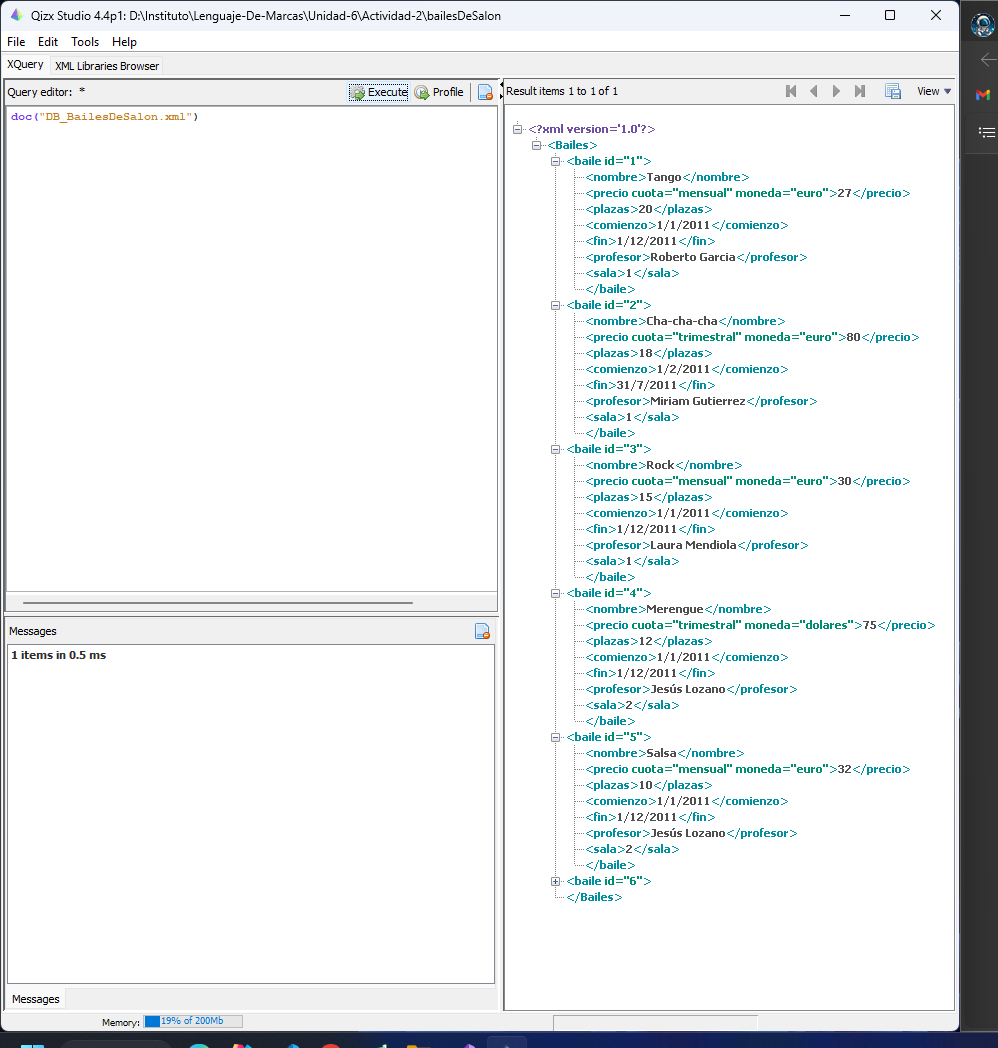 Qizx Studio 4.4p1: D:\Instituto\Lenguaje-De-Marcas\Unidad-6\Actividad-2\bailesDeSalon
File Edit Tools Help
XQuery XML Libraries Browser
Query editor: * Execute Profile
doc("DB_BailesDeSalon.xml")
Messages
1 items in 0.5 ms
Messages
Memory: 19% of 200Mb
Result items 1 to 1 of 1 View
<?xml version='1.0'?>
<Bailes>
<baile id="1">
<nombre>Tango</nombre>
<precio cuota="mensual" moneda="euro">27</precio>
<plazas>20</plazas>
<comienzo>1/1/2011</comienzo>
<fin>1/12/2011</fin>
<profesor>Roberto Garcia</profesor>
<sala>1</sala>
</baile>
<baile id="2">
<nombre>Cha-cha-cha</nombre>
<precio cuota="trimestral" moneda="euro">80</precio>
<plazas>18</plazas>
<comienzo>1/2/2011</comienzo>
<fin>31/7/2011</fin>
<profesor>Miriam Gutierrez</profesor>
<sala>1</sala>
</baile>
<baile id="3">
<nombre>Rock</nombre>
<precio cuota="mensual" moneda="euro">30</precio>
<plazas>15</plazas>
<comienzo>1/1/2011</comienzo>
<fin>1/12/2011</fin>
<profesor>Laura Mendiola</profesor>
<sala>1</sala>
</baile>
<baile id="4">
<nombre>Merengue</nombre>
<precio cuota="trimestral" moneda="dolares">75</precio>
<plazas>12</plazas>
<comienzo>1/1/2011</comienzo>
<fin>1/12/2011</fin>
<profesor>Jesús Lozano</profesor>
<sala>2</sala>
</baile>
<baile id="5">
<nombre>Salsa</nombre>
<precio cuota="mensual" moneda="euro">32</precio>
<plazas>10</plazas>
<comienzo>1/1/2011</comienzo>
<fin>1/12/2011</fin>
<profesor>Jesús Lozano</profesor>
<sala>2</sala>
</baile>
<baile id="6">
</Bailes>